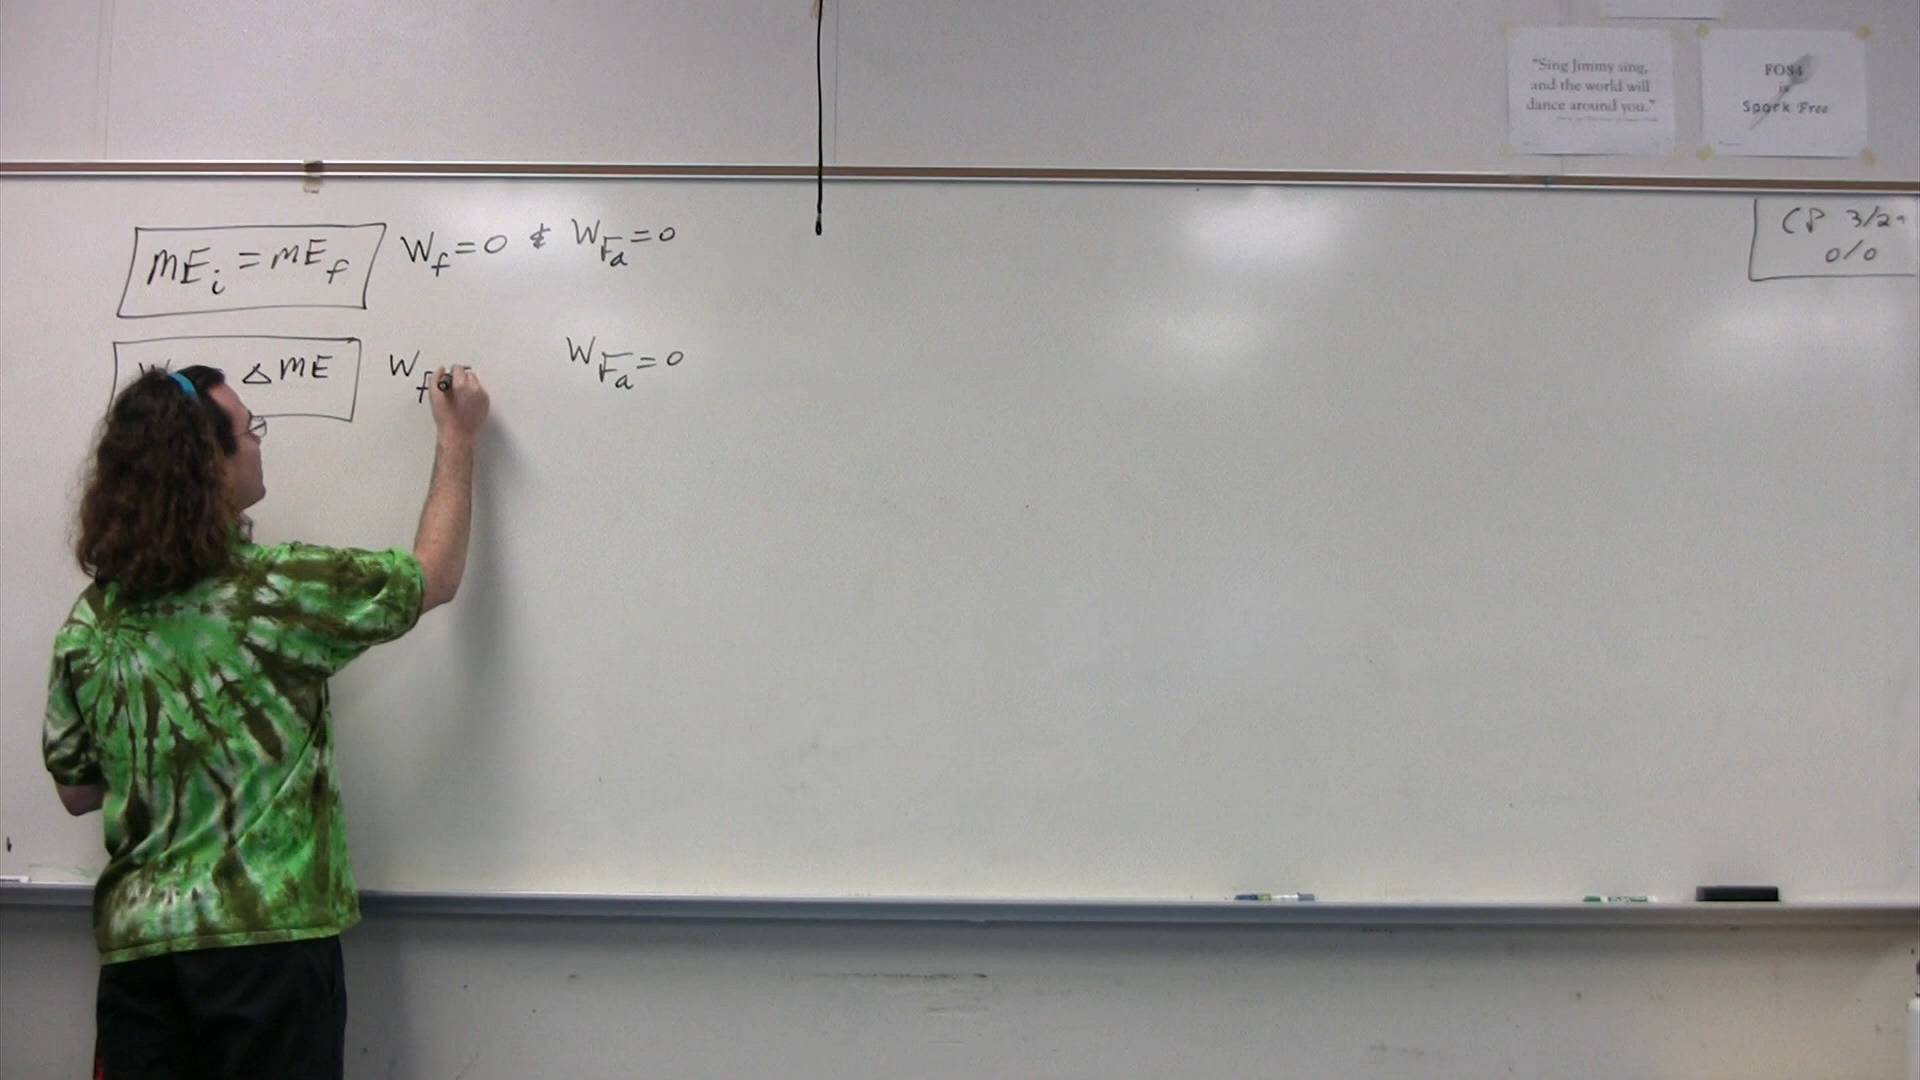 "Sing Jimmy sing,
and the world will
dance around you."
FOS4
is
Spork Free
CP 3/2
0/0
mE_i = mE_f W_f = 0 & W_Fa = 0
ΔmE W_f W_Fa = 0